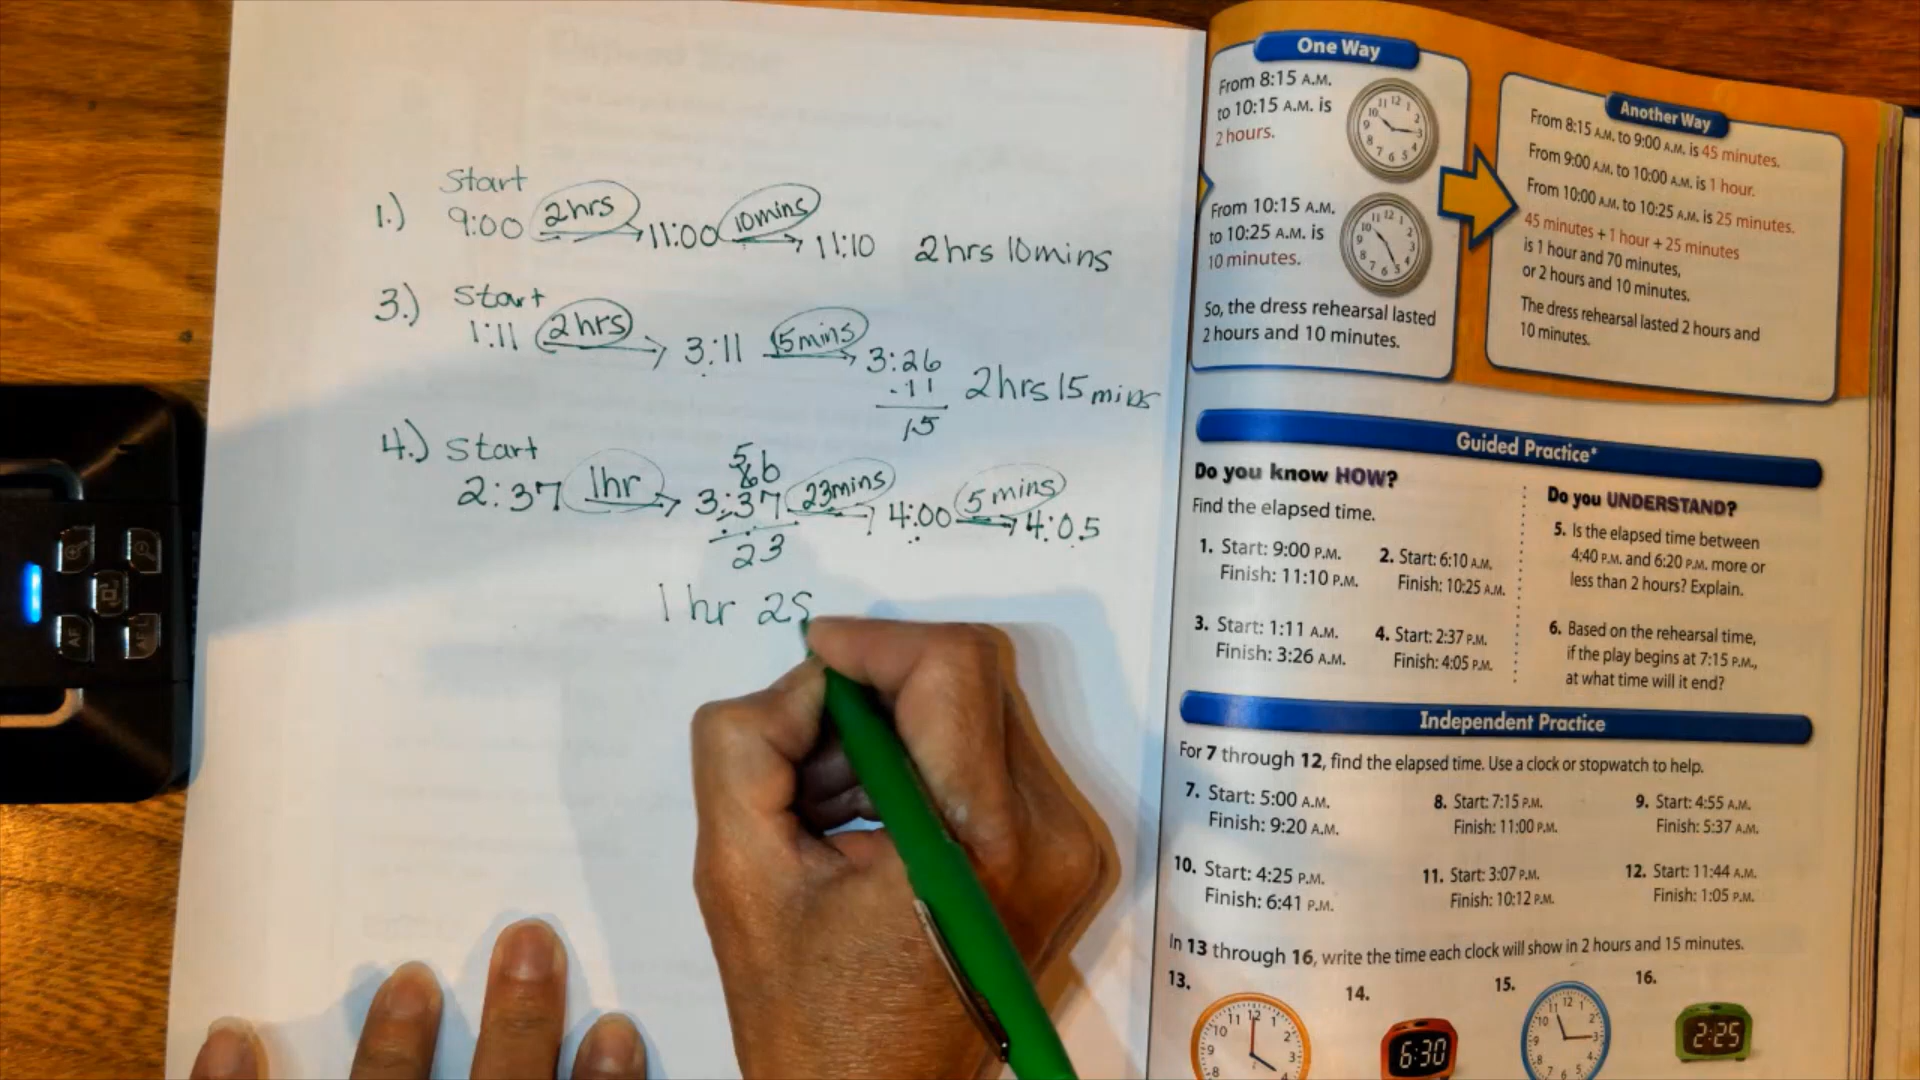 Start
1.) 9:00 2hrs 11:00 10mins 11:10 2hrs 10mins
3.) Start
1:11 2hrs 3:11 15mins 3:26
-11
15
2hrs 15 mins
4.) Start
5 6
2:37 1hr 3:37 23mins 4:00 5 mins 4:05
23
1 hr 2
One Way
From 8:15 A.M.
to 10:15 A.M. is
2 hours.
From 10:15 A.M.
to 10:25 A.M. is
10 minutes.
So, the dress rehearsal lasted
2 hours and 10 minutes.
Another Way
From 8:15 A.M. to 9:00 A.M. is 45 minutes.
From 9:00 A.M. to 10:00 A.M. is 1 hour.
From 10:00 A.M. to 10:25 A.M. is 25 minutes.
45 minutes + 1 hour + 25 minutes
is 1 hour and 70 minutes,
or 2 hours and 10 minutes.
The dress rehearsal lasted 2 hours and
10 minutes.
Guided Practice*
Do you know HOW?
Find the elapsed time.
1. Start: 9:00 P.M.
Finish: 11:10 P.M.
2. Start: 6:10 A.M.
Finish: 10:25 A.M.
3. Start: 1:11 A.M.
Finish: 3:26 A.M.
4. Start: 2:37 P.M.
Finish: 4:05 P.M.
Do you UNDERSTAND?
5. Is the elapsed time between
4:40 P.M. and 6:20 P.M. more or
less than 2 hours? Explain.
6. Based on the rehearsal time,
if the play begins at 7:15 P.M.,
at what time will it end?
Independent Practice
For 7 through 12, find the elapsed time. Use a clock or stopwatch to help.
7. Start: 5:00 A.M.
Finish: 9:20 A.M.
8. Start: 7:15 P.M.
Finish: 11:00 P.M.
9. Start: 4:55 A.M.
Finish: 5:37 A.M.
10. Start: 4:25 P.M.
Finish: 6:41 P.M.
11. Start: 3:07 P.M.
Finish: 10:12 P.M.
12. Start: 11:44 A.M.
Finish: 1:05 P.M.
In 13 through 16, write the time each clock will show in 2 hours and 15 minutes.
13.
14.
6:30
15.
16.
2:25
AF